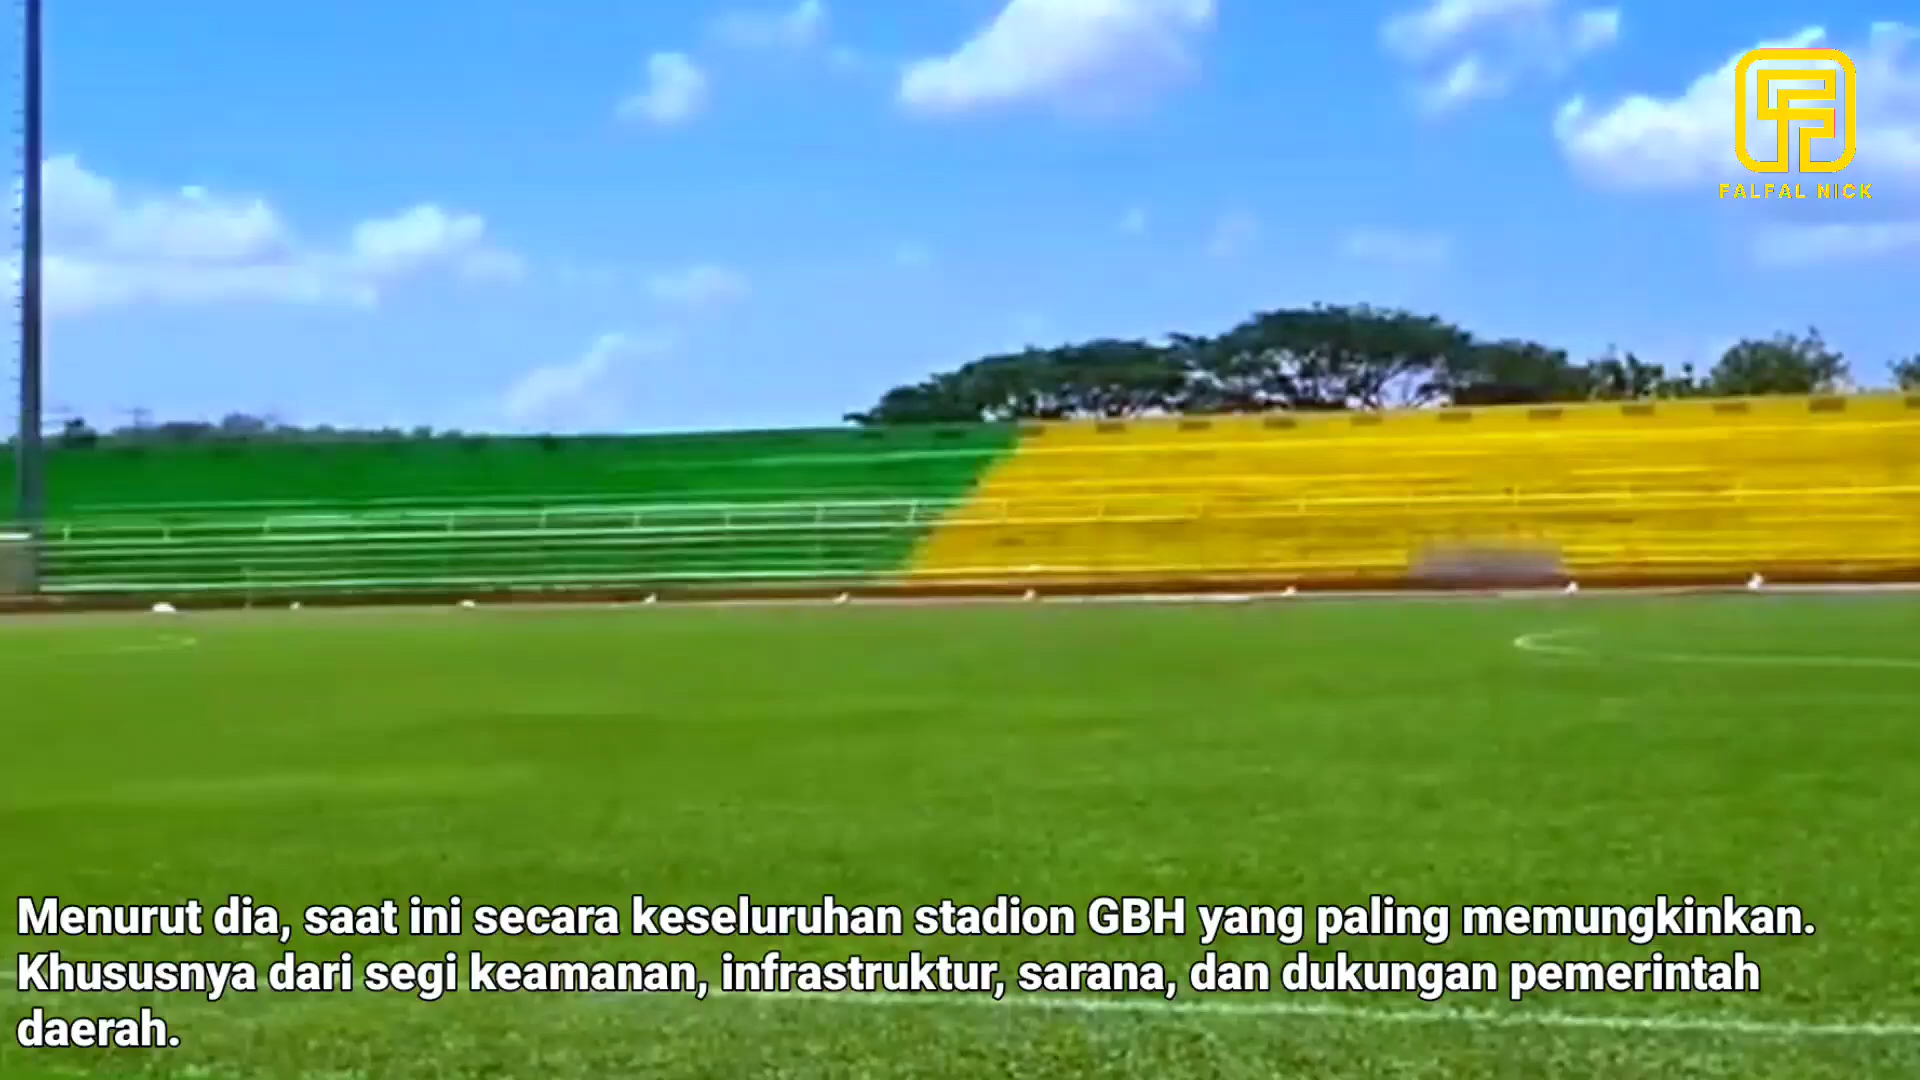 FALFAL NICK
Menurut dia, saat ini secara keseluruhan stadion GBH yang paling memungkinkan.
Khususnya dari segi keamanan, infrastruktur, sarana, dan dukungan pemerintah
daerah.